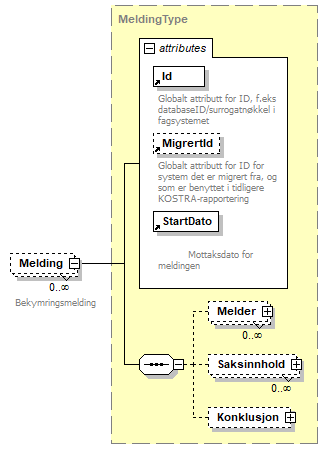 MeldingType
attributes
Id
Globalt attributt for ID, f.eks
databaseID/surrogatnøkkel i
fagsystemet
MigrertId
Globalt attributt for ID for
system det er migrert fra, og
som er benyttet i tidligere
KOSTRA-rapportering
StartDato
Mottaksdato for
meldingen
Melding
0..∞
Bekymringsmelding
Melder
0..∞
Saksinnhold
0..∞
Konklusjon